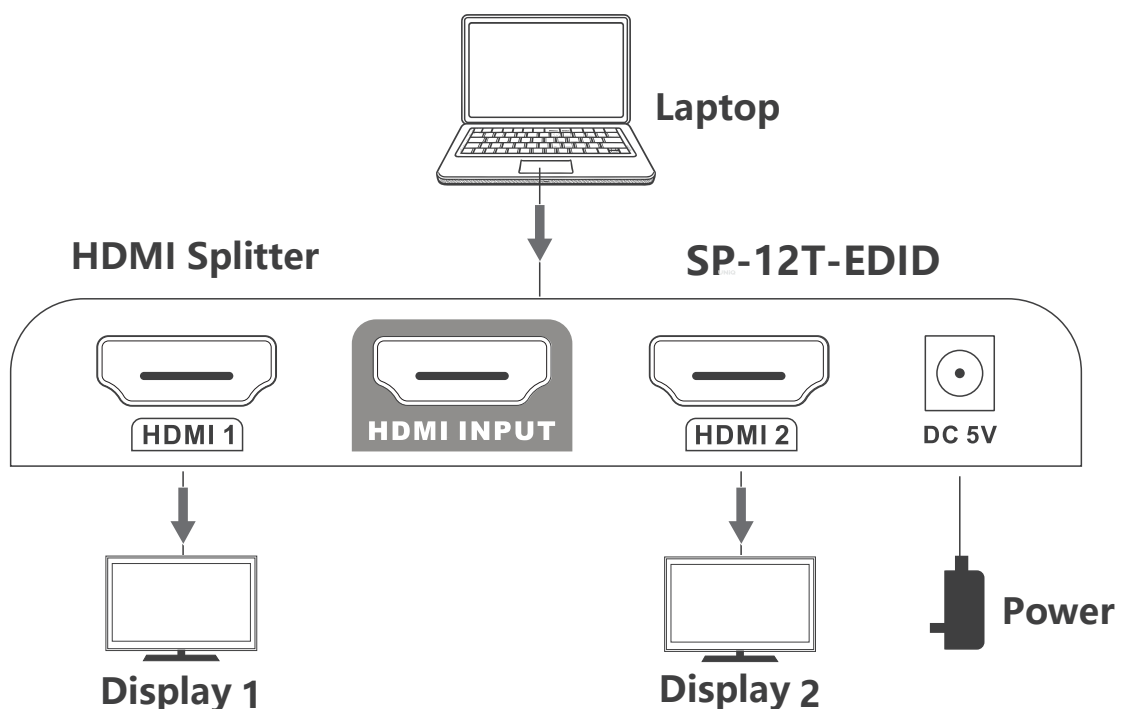 Laptop
HDMI Splitter
SP-12T-EDID
HDMI 1
HDMI INPUT
HDMI 2
DC 5V
Power
Display 1
Display 2